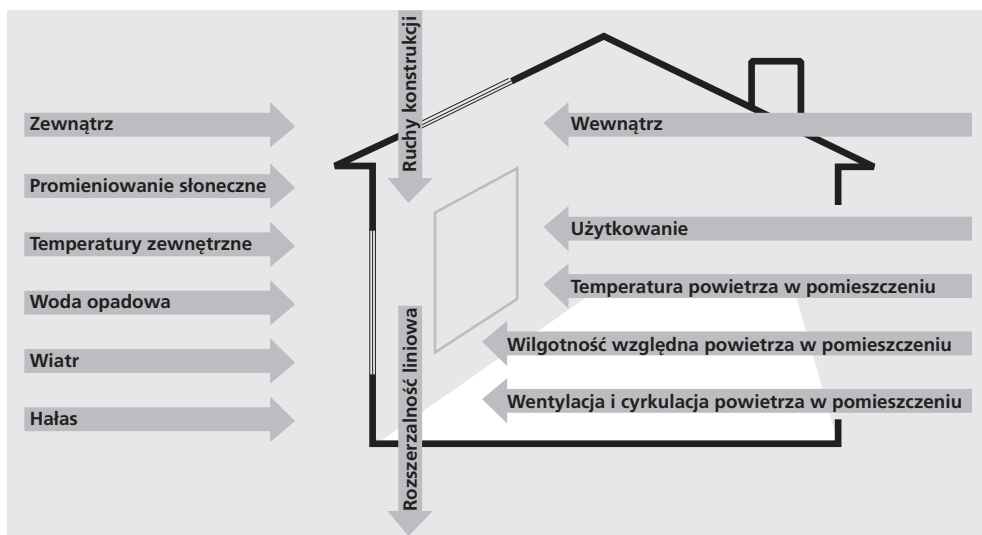 Zewnątrz
Promieniowanie słoneczne
Temperatury zewnętrzne
Woda opadowa
Wiatr
Hałas
Ruchy konstrukcji
Rozszerzalność liniowa
Wewnątrz
Użytkowanie
Temperatura powietrza w pomieszczeniu
Wilgotność względna powietrza w pomieszczeniu
Wentylacja i cyrkulacja powietrza w pomieszczeniu